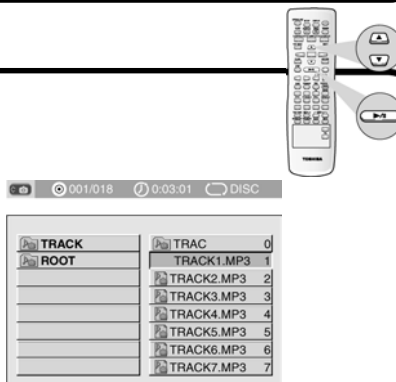 TOSHIBA
001/018 0:03:01 DISC
TRACK
ROOT
TRAC 0
TRACK1.MP3 1
TRACK2.MP3 2
TRACK3.MP3 3
TRACK4.MP3 4
TRACK5.MP3 5
TRACK6.MP3 6
TRACK7.MP3 7